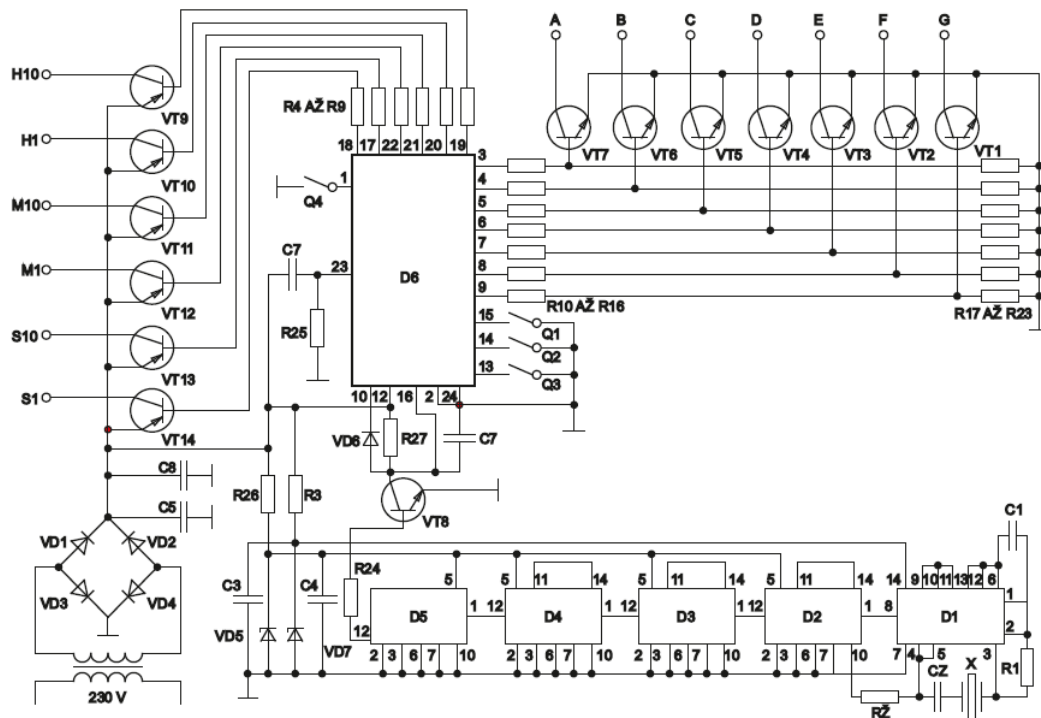 A B C D E F G
H10
VT9
R4 AŽ R9
VT7 VT6 VT5 VT4 VT3 VT2 VT1
H1
18 17 22 21 20 19
3
VT10
1
Q4
4
M10
5
VT11
6
C7
7
M1
23
D6
8
VT12
9
R10 AŽ R16
R17 AŽ R23
R25
15
Q1
S10
14
Q2
VT13
13
Q3
S1
10 12 16 2 24
VT14
VD6
R27
C7
C8
R26
R3
C5
VT8
C1
VD1
VD2
R24
VD3
VD4
C3
C4
5
5 11 14
5 11 14
5 11 14
14 9 10 11 13 12 6
12
D5
1
12
D4
1
12
D3
1
12
D2
1
8
D1
1
2
VD5
VD7
2 3 6 7 10
2 3 6 7 10
2 3 6 7 10
2 3 6 7 10
7 4 5 3
R1
CZ
X
RŽ
230 V